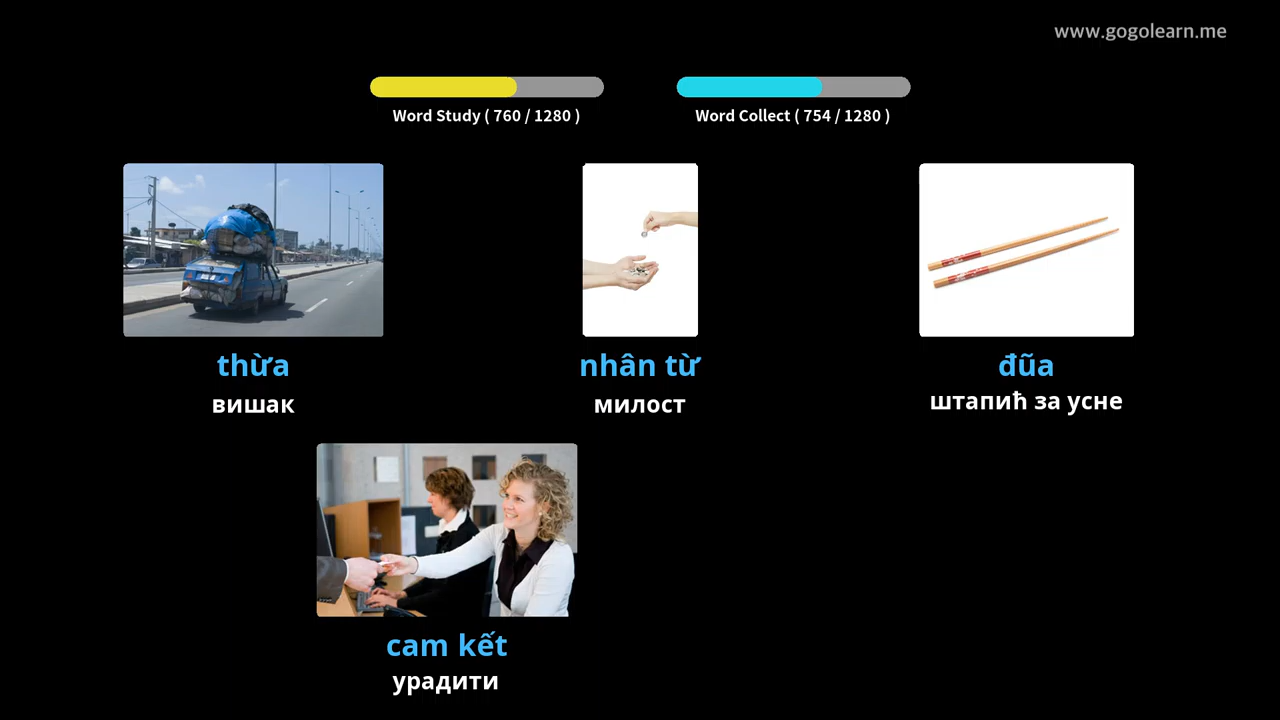 www.gogolearn.me
Word Study ( 760 / 1280 )
Word Collect ( 754 / 1280 )
thừa
вишак
nhân từ
милост
đũa
штапић за усне
cam kết
урадити